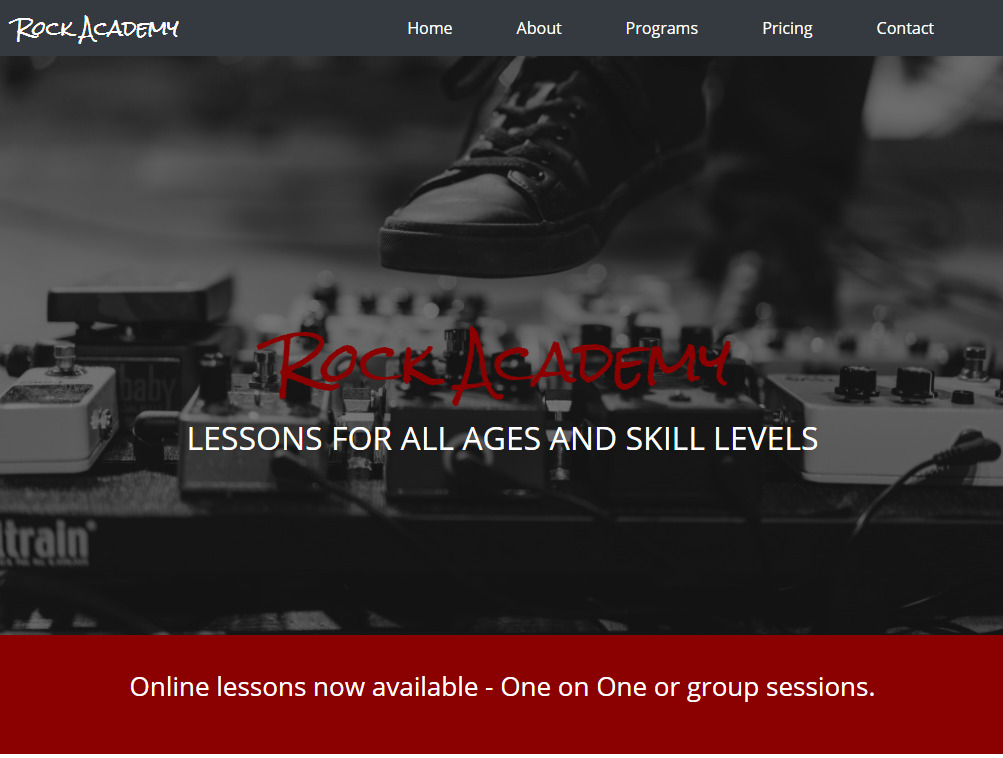 Rock Academy
Home
About
Programs
Pricing
Contact
Rock Academy
LESSONS FOR ALL AGES AND SKILL LEVELS
baby
ltrain
Online lessons now available - One on One or group sessions.